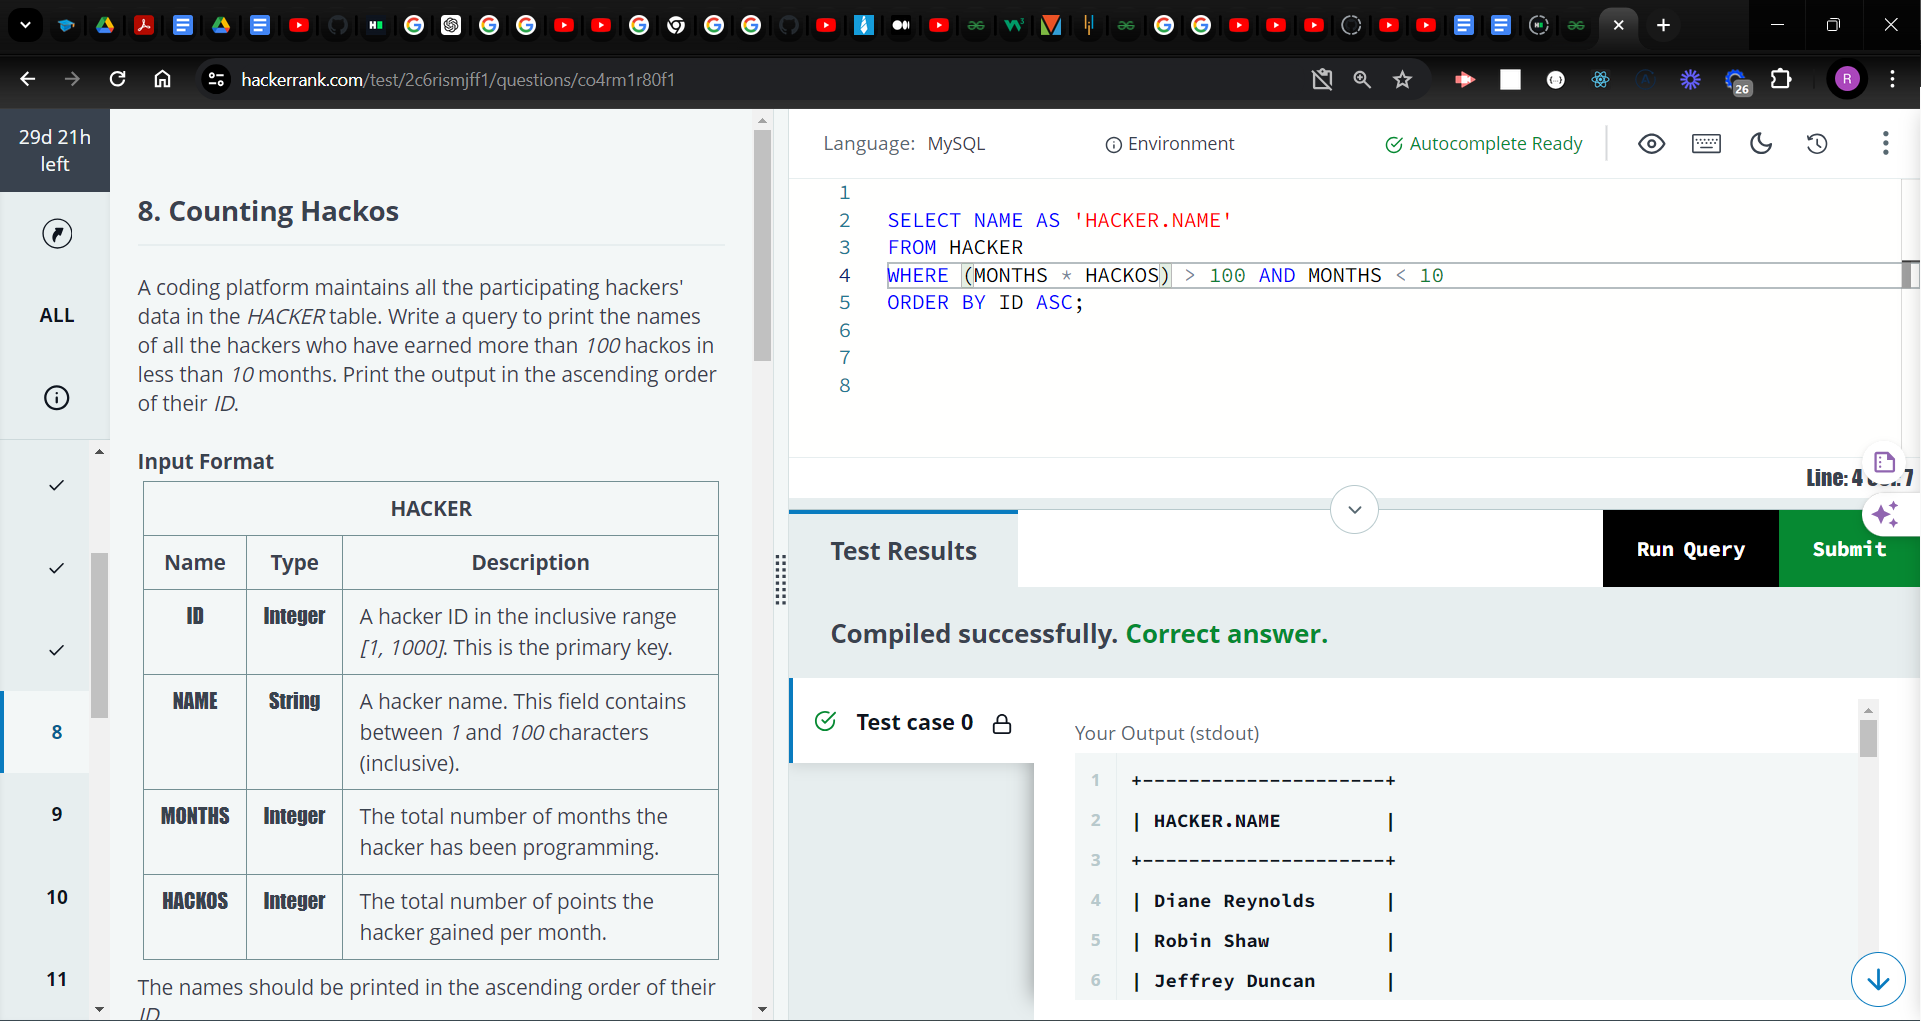 hackerrank.com/test/2c6rismjff1/questions/co4rm1r80f1
26
R
29d 21h
left
ALL
8
9
10
11
8. Counting Hackos
A coding platform maintains all the participating hackers'
data in the HACKER table. Write a query to print the names
of all the hackers who have earned more than 100 hackos in
less than 10 months. Print the output in the ascending order
of their ID.
Input Format
HACKER
Name Type Description
ID Integer A hacker ID in the inclusive range
[1, 1000]. This is the primary key.
NAME String A hacker name. This field contains
between 1 and 100 characters
(inclusive).
MONTHS Integer The total number of months the
hacker has been programming.
HACKOS Integer The total number of points the
hacker gained per month.
The names should be printed in the ascending order of their
ID
Language: MySQL Environment Autocomplete Ready
1
2 SELECT NAME AS 'HACKER.NAME'
3 FROM HACKER
4 WHERE (MONTHS * HACKOS) > 100 AND MONTHS < 10
5 ORDER BY ID ASC;
6
7
8
Line: 4
7
Test Results
Run Query
Submit
Compiled successfully. Correct answer.
Test case 0
Your Output (stdout)
1 +---------------------+
2 | HACKER.NAME |
3 +---------------------+
4 | Diane Reynolds |
5 | Robin Shaw |
6 | Jeffrey Duncan |